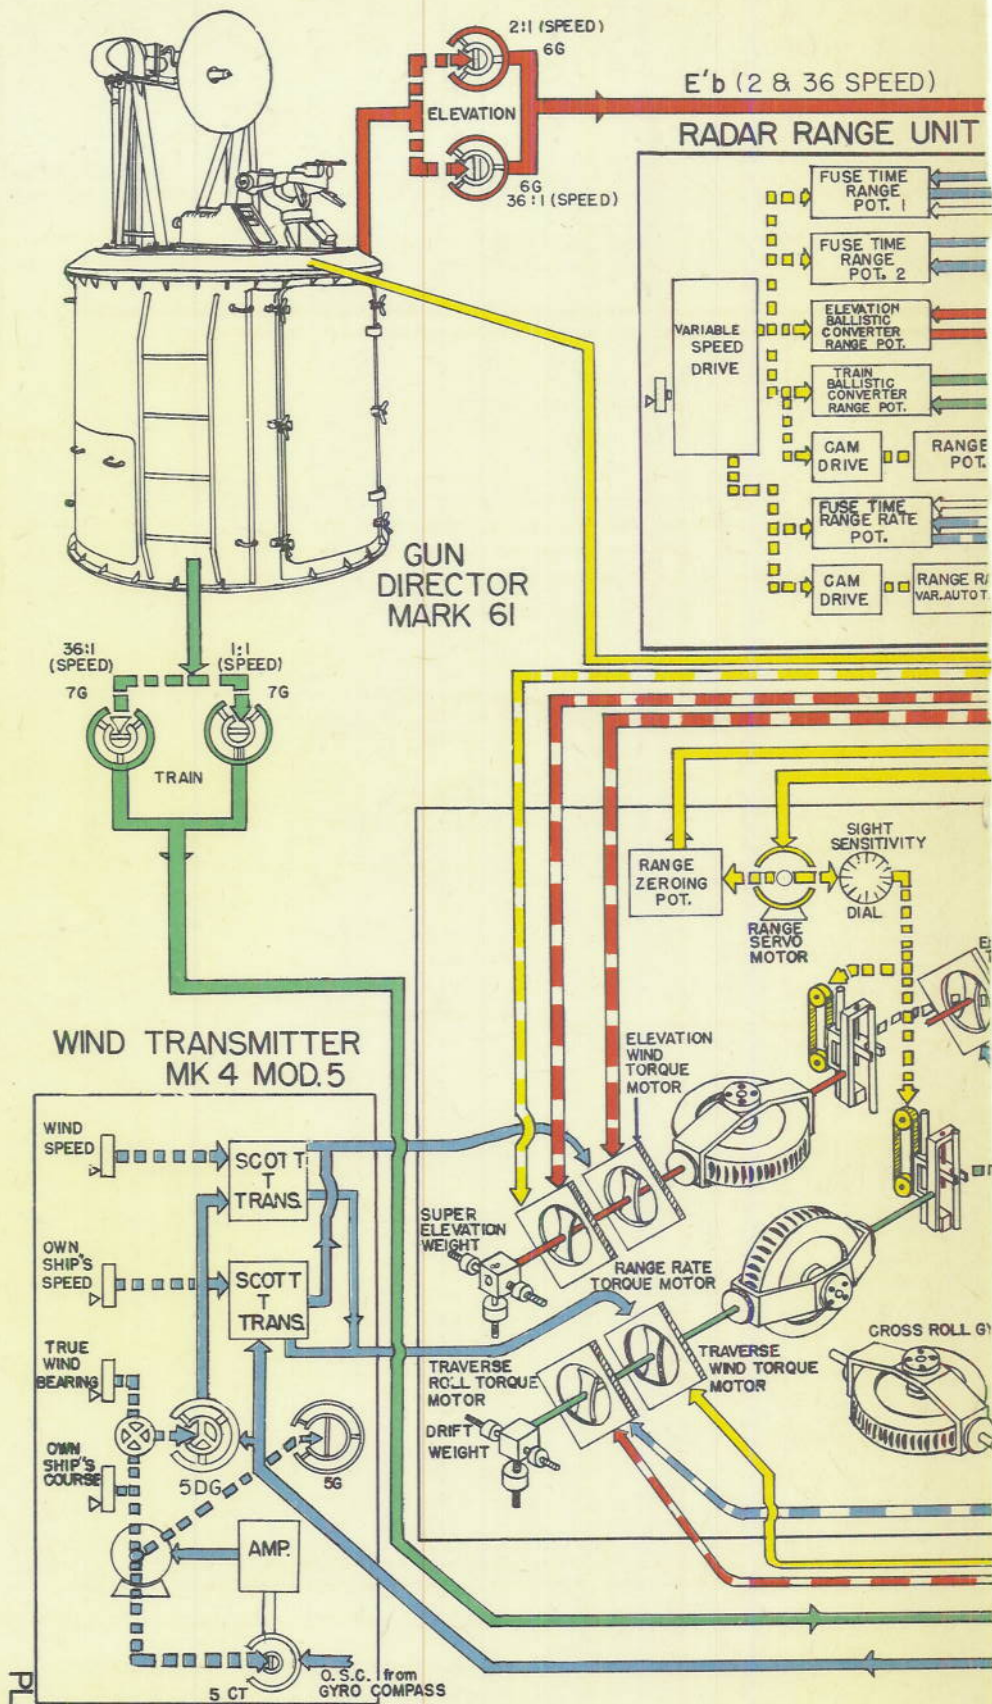 2:1 (SPEED)
6G
ELEVATION
6G
36:1 (SPEED)
E'b (2 & 36 SPEED)
RADAR RANGE UNIT
FUSE TIME
RANGE
POT. 1
FUSE TIME
RANGE
POT. 2
ELEVATION
BALLISTIC
CONVERTER
RANGE POT.
VARIABLE
SPEED
DRIVE
TRAIN
BALLISTIC
CONVERTER
RANGE POT.
CAM
DRIVE
RANGE
POT.
FUSE TIME
RANGE RATE
POT.
CAM
DRIVE
RANGE
VAR. AUTO T.
GUN
DIRECTOR
MARK 61
36:1
(SPEED)
7G
1:1
(SPEED)
7G
TRAIN
RANGE
ZEROING
POT.
SIGHT
SENSITIVITY
DIAL
RANGE
SERVO
MOTOR
WIND TRANSMITTER
MK 4 MOD. 5
ELEVATION
WIND
TORQUE
MOTOR
WIND
SPEED
SCOTT
T
TRANS.
SUPER
ELEVATION
WEIGHT
OWN
SHIP'S
SPEED
SCOTT
T
TRANS.
RANGE RATE
TORQUE MOTOR
TRUE
WIND
BEARING
TRAVERSE
ROLL TORQUE
MOTOR
TRAVERSE
WIND TORQUE
MOTOR
CROSS ROLL
DRIFT
WEIGHT
OWN
SHIP'S
COURSE
5DG
5G
AMP.
5 CT
O.S.C. from
GYRO COMPASS
PL